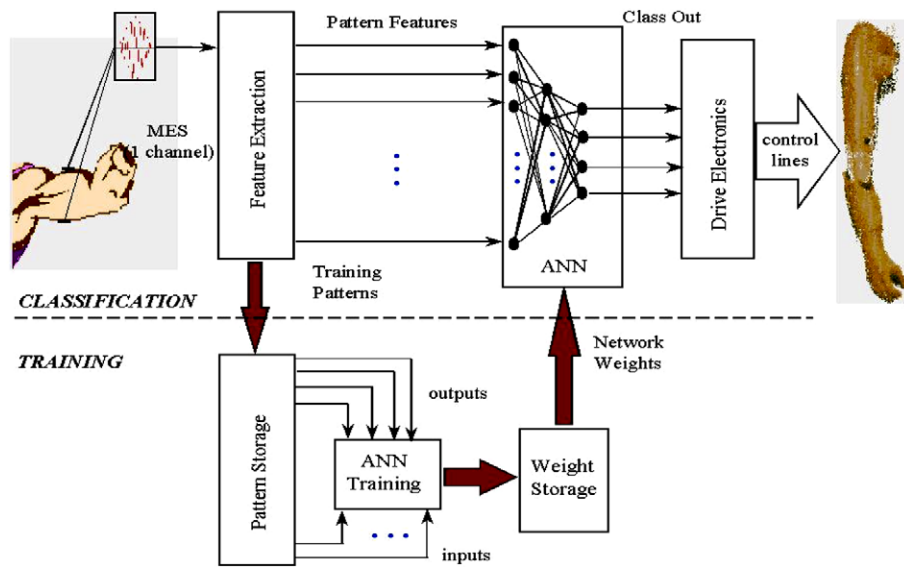 Pattern Features
Class Out
MES
(1 channel)
Feature Extraction
Drive Electronics
control
lines
ANN
Training
Patterns
CLASSIFICATION
TRAINING
Network
Weights
Pattern Storage
outputs
ANN
Training
Weight
Storage
inputs